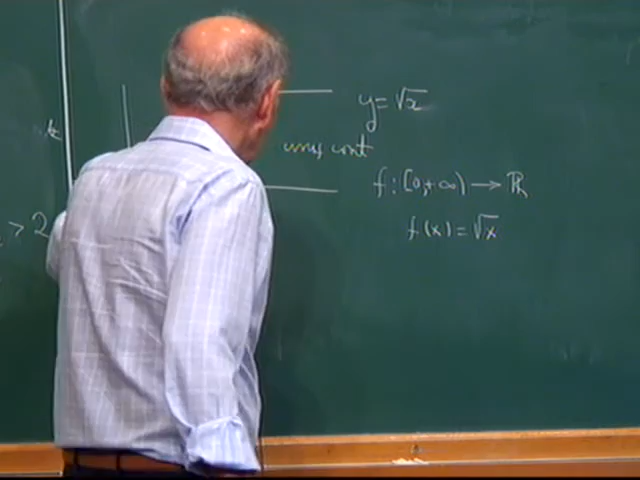 y = √x
unif cont
f : [0, +∞) → ℝ
> 2
f(x) = √x